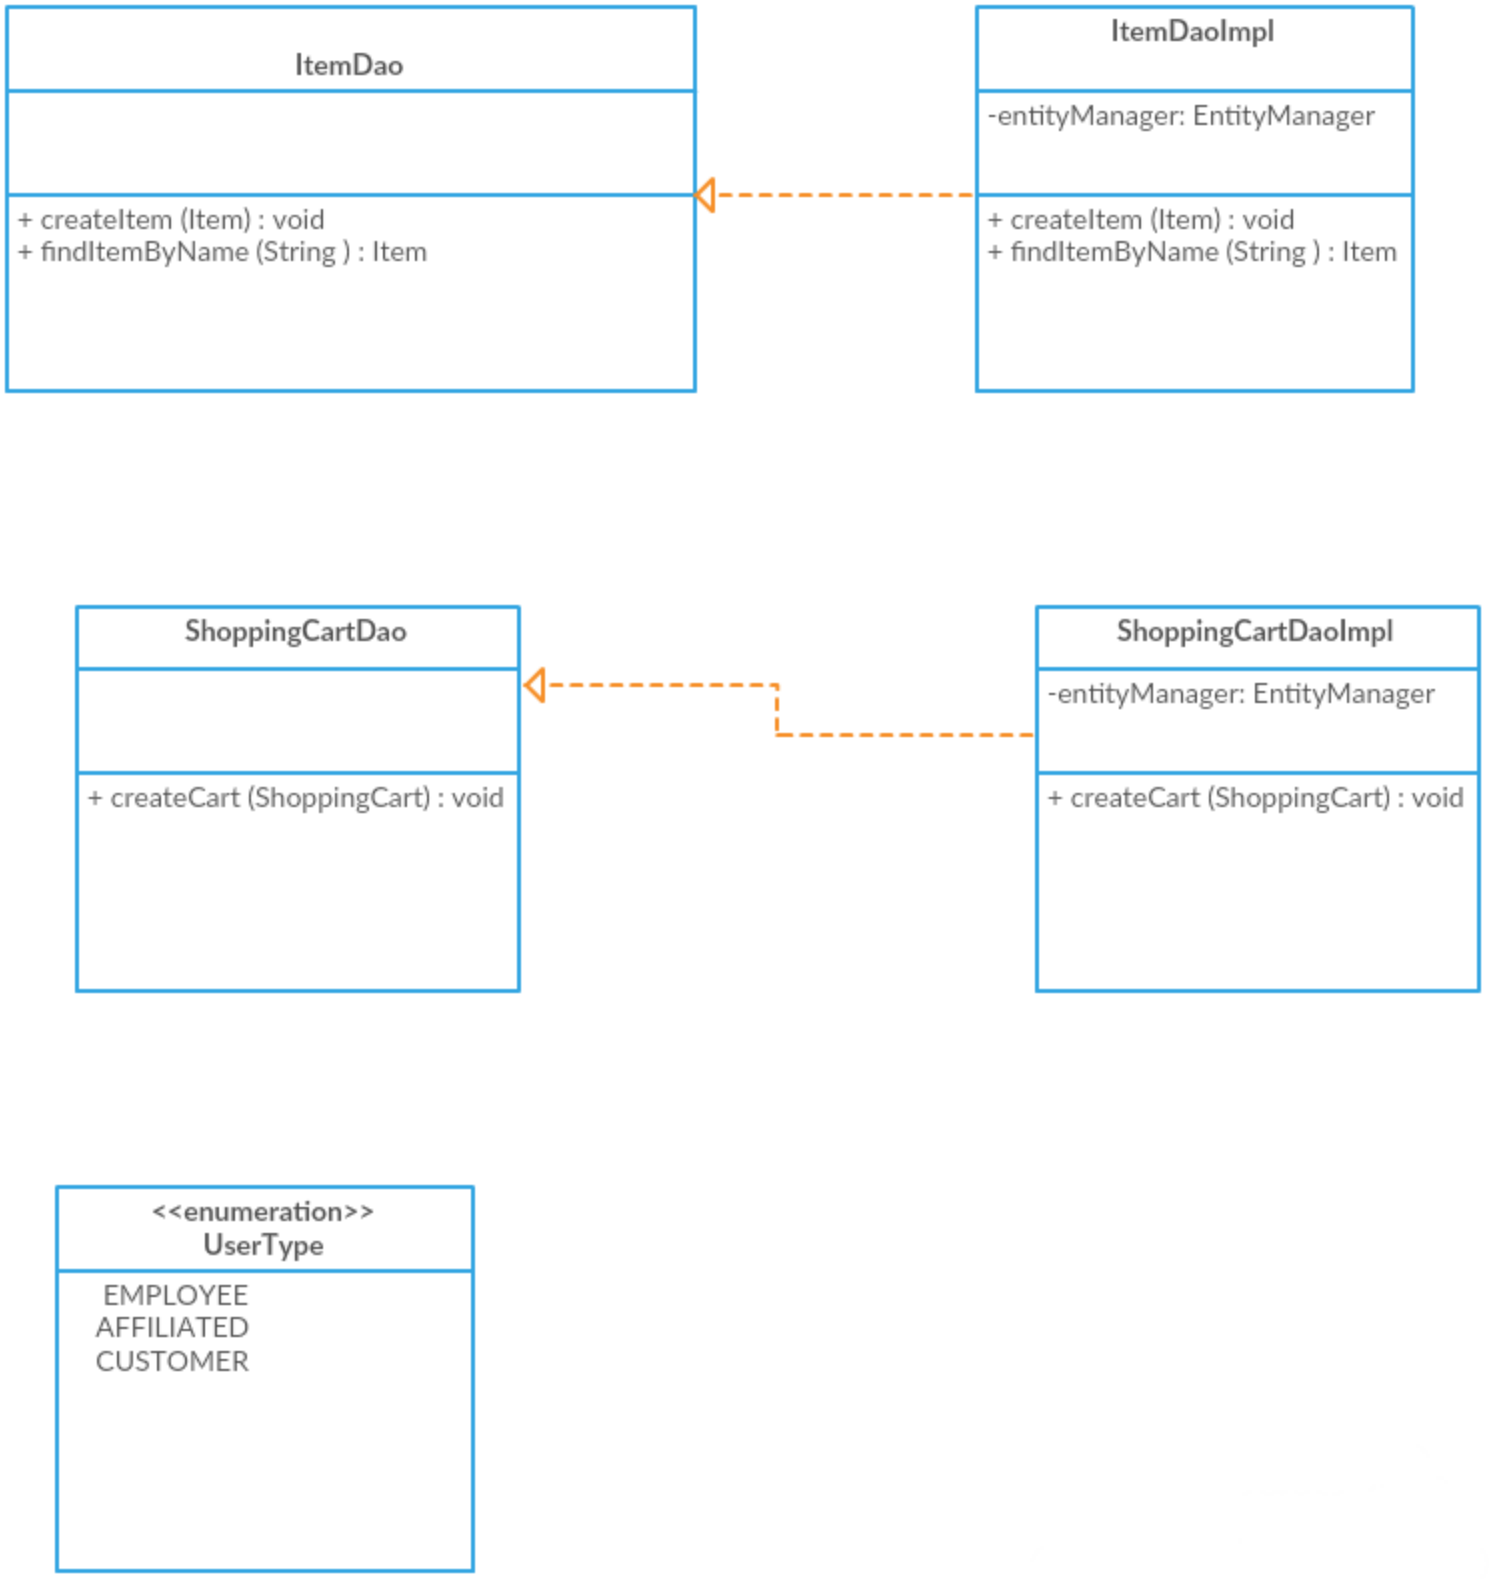 ItemDao
+ createItem (Item) : void
+ findItemByName (String ) : Item
ItemDaoImpl
-entityManager: EntityManager
+ createItem (Item) : void
+ findItemByName (String ) : Item
ShoppingCartDao
+ createCart (ShoppingCart) : void
ShoppingCartDaoImpl
-entityManager: EntityManager
+ createCart (ShoppingCart) : void
<<enumeration>>
UserType
EMPLOYEE
AFFILIATED
CUSTOMER